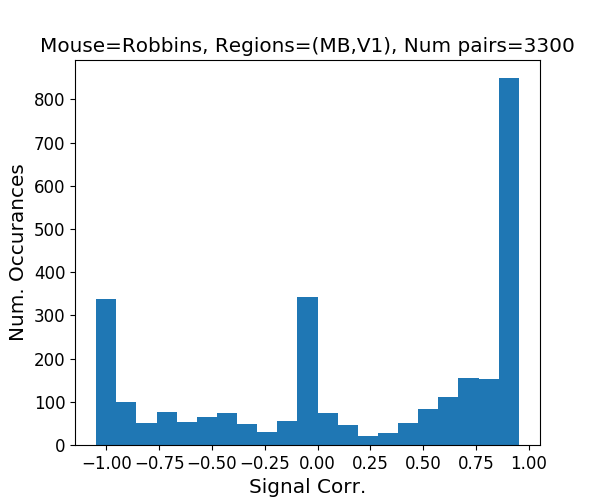 Mouse=Robbins, Regions=(MB,V1), Num pairs=3300
Num. Occurances
800
700
600
500
400
300
200
100
0
−1.00 −0.75 −0.50 −0.25 0.00 0.25 0.50 0.75 1.00
Signal Corr.